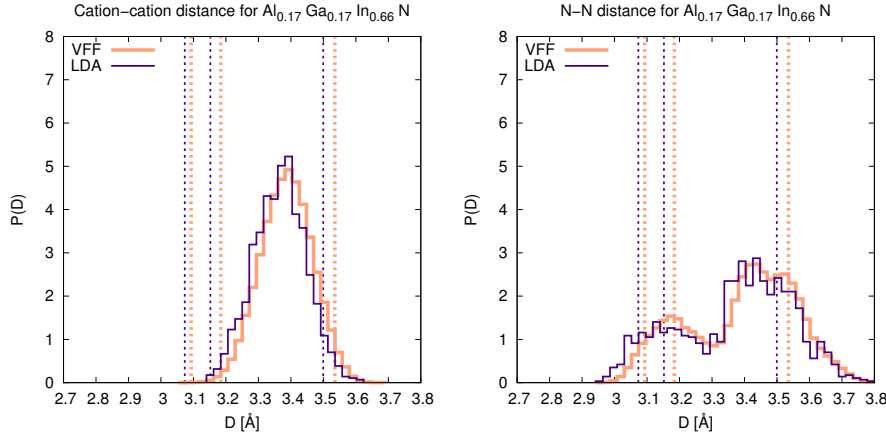 Cation−cation distance for Al0.17 Ga0.17 In0.66 N
VFF
LDA
P(D)
8
7
6
5
4
3
2
1
0
2.7 2.8 2.9 3 3.1 3.2 3.3 3.4 3.5 3.6 3.7 3.8
D [Å]
N−N distance for Al0.17 Ga0.17 In0.66 N
VFF
LDA
P(D)
8
7
6
5
4
3
2
1
0
2.7 2.8 2.9 3 3.1 3.2 3.3 3.4 3.5 3.6 3.7 3.8
D [Å]